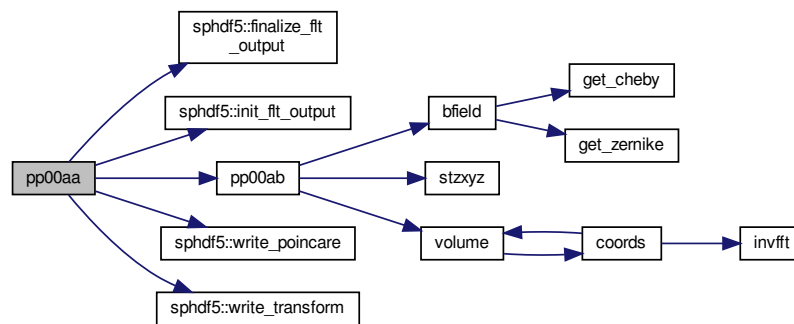 sphdf5::finalize_flt
_output
get_cheby
sphdf5::init_flt_output
bfield
get_zernike
pp00aa
pp00ab
stzxyz
sphdf5::write_poincare
volume
coords
invfft
sphdf5::write_transform